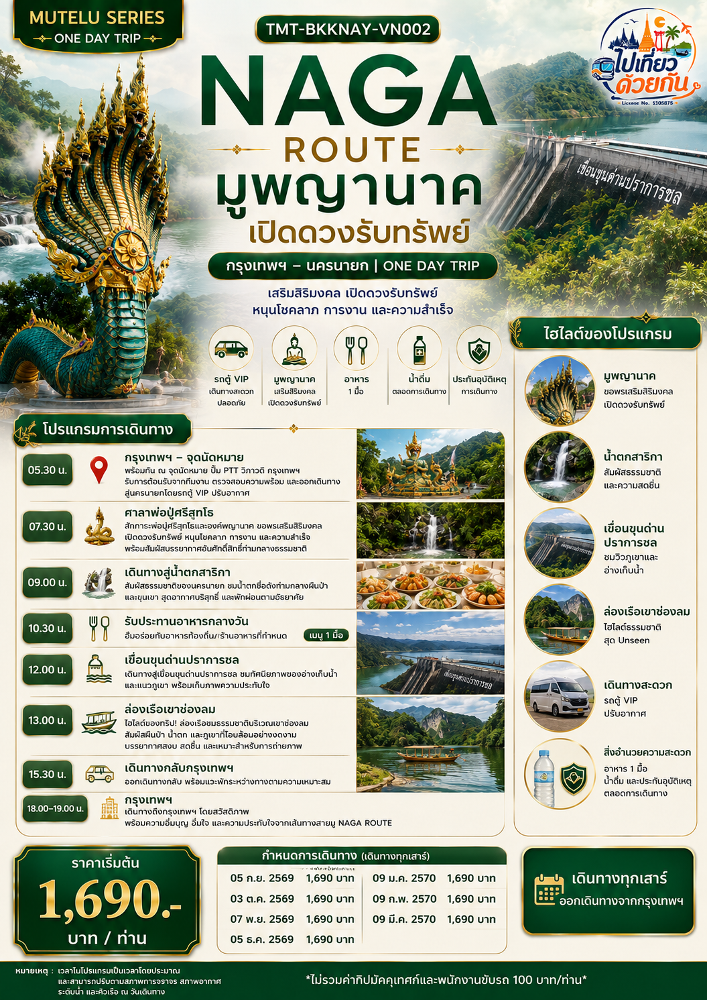 MUTELU SERIES
ONE DAY TRIP
TMT-BKKNAY-VN002
ไปเที่ยว
ด้วยกัน
License No. 1105875
NAGA
ROUTE
มูพญานาค
เปิดดวงรับทรัพย์
กรุงเทพฯ – นครนายก | ONE DAY TRIP
เสริมสิริมงคล เปิดดวงรับทรัพย์
หนุนโชคลาภ การงาน และความสำเร็จ
เขื่อนขุนด่านปราการชล
รถตู้ VIP
เดินทางสะดวก
ปลอดภัย
มูพญานาค
เสริมสิริมงคล
เปิดดวงรับทรัพย์
อาหาร
1 มื้อ
น้ำดื่ม
ตลอดการเดินทาง
ประกันอุบัติเหตุ
การเดินทาง
โปรแกรมการเดินทาง
05.30 น.
กรุงเทพฯ – จุดนัดหมาย
พร้อมกัน ณ จุดนัดหมาย ปั๊ม PTT วิภาวดี กรุงเทพฯ
รับการต้อนรับจากทีมงาน ตรวจสอบความพร้อม และออกเดินทาง
สู่นครนายกโดยรถตู้ VIP ปรับอากาศ
07.30 น.
ศาลาพ่อปู่ศรีสุทโธ
สักการะพ่อปู่ศรีสุทโธและองค์พญานาค ขอพรเสริมสิริมงคล
เปิดดวงรับทรัพย์ หนุนโชคลาภ การงาน และความสำเร็จ
พร้อมสัมผัสบรรยากาศอันศักดิ์สิทธิ์ท่ามกลางธรรมชาติ
09.00 น.
เดินทางสู่น้ำตกสาริกา
สัมผัสธรรมชาติของนครนายก ชมน้ำตกชื่อดังท่ามกลางผืนป่า
และขุนเขา สูดอากาศบริสุทธิ์ และพักผ่อนตามอัธยาศัย
10.30 น.
รับประทานอาหารกลางวัน
อิ่มอร่อยกับอาหารท้องถิ่น/ร้านอาหารที่กำหนด
เมนู 1 มื้อ
12.00 น.
เขื่อนขุนด่านปราการชล
เดินทางสู่เขื่อนขุนด่านปราการชล ชมทัศนียภาพของอ่างเก็บน้ำ
และแนวภูเขา พร้อมเก็บภาพความประทับใจ
เขื่อนขุนด่านปราการชล
13.00 น.
ล่องเรือเขาช่องลม
ไฮไลต์ของทริป! ล่องเรือชมธรรมชาติบริเวณเขาช่องลม
สัมผัสผืนป่า น้ำตก และภูเขาที่โอบล้อมอย่างงดงาม
บรรยากาศสงบ สดชื่น และเหมาะสำหรับการถ่ายภาพ
15.30 น.
เดินทางกลับกรุงเทพฯ
ออกเดินทางกลับ พร้อมแวะพักระหว่างทางตามความเหมาะสม
18.00–19.00 น.
กรุงเทพฯ
เดินทางถึงกรุงเทพฯ โดยสวัสดิภาพ
พร้อมความอิ่มบุญ อิ่มใจ และความประทับใจจากเส้นทางสายมู NAGA ROUTE
ไฮไลต์ของโปรแกรม
มูพญานาค
ขอพรเสริมสิริมงคล
เปิดดวงรับทรัพย์
น้ำตกสาริกา
สัมผัสธรรมชาติ
และความสดชื่น
เขื่อนขุนด่าน
ปราการชล
ชมวิวภูเขาและ
อ่างเก็บน้ำ
ล่องเรือเขาช่องลม
ไฮไลต์ธรรมชาติ
สุด Unseen
เดินทางสะดวก
รถตู้ VIP
ปรับอากาศ
สิ่งอำนวยความสะดวก
อาหาร 1 มื้อ
น้ำดื่ม และประกันอุบัติเหตุ
ตลอดการเดินทาง
ราคาเริ่มต้น
1,690.-
บาท / ท่าน
กำหนดการเดินทาง (เดินทางทุกเสาร์)
05 ก.ย. 2569 1,690 บาท 09 ม.ค. 2570 1,690 บาท
03 ต.ค. 2569 1,690 บาท 09 ก.พ. 2570 1,690 บาท
07 พ.ย. 2569 1,690 บาท 09 มี.ค. 2570 1,690 บาท
05 ธ.ค. 2569 1,690 บาท
เดินทางทุกเสาร์
ออกเดินทางจากกรุงเทพฯ
หมายเหตุ : เวลาในโปรแกรมเป็นเวลาโดยประมาณ
และสามารถปรับตามสภาพการจราจร สภาพอากาศ
ระดับน้ำ และคิวเรือ ณ วันเดินทาง
*ไม่รวมค่าทิปมัคคุเทศก์และพนักงานขับรถ 100 บาท/ท่าน*